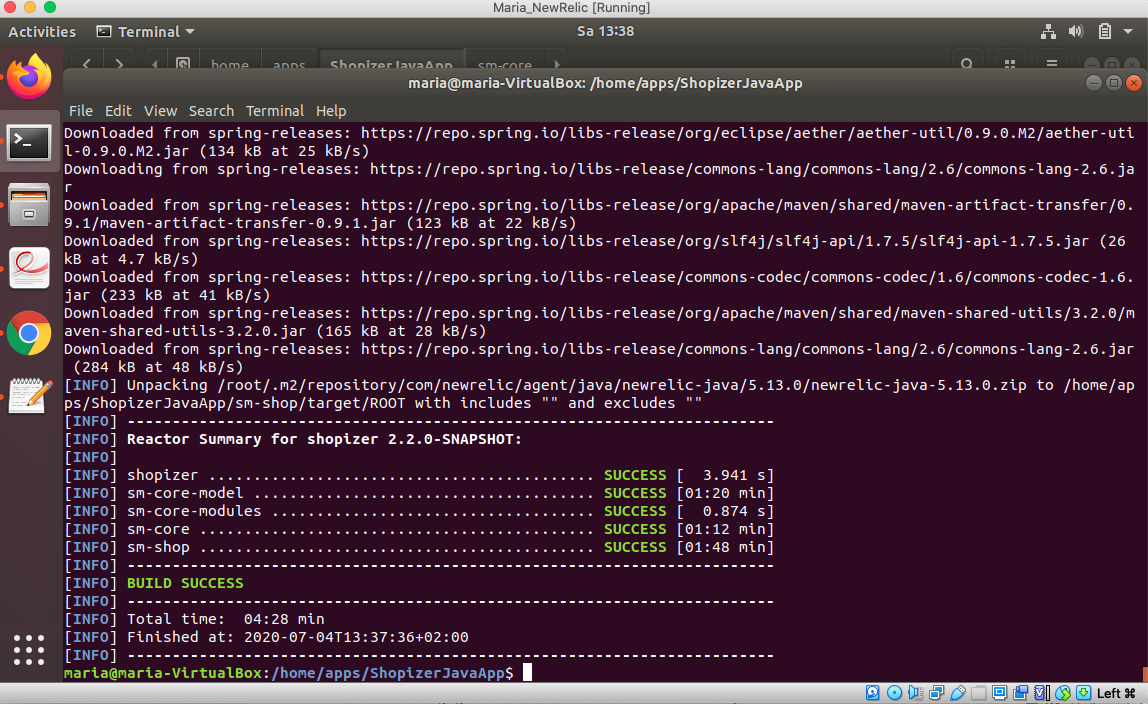 Maria_NewRelic [Running]
Activities Terminal Sa 13:38
home apps ShopizerJavaApp sm-core
maria@maria-VirtualBox: /home/apps/ShopizerJavaApp
File Edit View Search Terminal Help
Downloaded from spring-releases: https://repo.spring.io/libs-release/org/eclipse/aether/aether-util/0.9.0.M2/aether-uti
l-0.9.0.M2.jar (134 kB at 25 kB/s)
Downloading from spring-releases: https://repo.spring.io/libs-release/commons-lang/commons-lang/2.6/commons-lang-2.6.ja
r
Downloaded from spring-releases: https://repo.spring.io/libs-release/org/apache/maven/shared/maven-artifact-transfer/0.
9.1/maven-artifact-transfer-0.9.1.jar (123 kB at 22 kB/s)
Downloaded from spring-releases: https://repo.spring.io/libs-release/org/slf4j/slf4j-api/1.7.5/slf4j-api-1.7.5.jar (26
kB at 4.7 kB/s)
Downloaded from spring-releases: https://repo.spring.io/libs-release/commons-codec/commons-codec/1.6/commons-codec-1.6.
jar (233 kB at 41 kB/s)
Downloaded from spring-releases: https://repo.spring.io/libs-release/org/apache/maven/shared/maven-shared-utils/3.2.0/m
aven-shared-utils-3.2.0.jar (165 kB at 28 kB/s)
Downloaded from spring-releases: https://repo.spring.io/libs-release/commons-lang/commons-lang/2.6/commons-lang-2.6.jar
(284 kB at 48 kB/s)
[INFO] Unpacking /root/.m2/repository/com/newrelic/agent/java/newrelic-java/5.13.0/newrelic-java-5.13.0.zip to /home/ap
ps/ShopizerJavaApp/sm-shop/target/ROOT with includes "" and excludes ""
[INFO] ------------------------------------------------------------------------
[INFO] Reactor Summary for shopizer 2.2.0-SNAPSHOT:
[INFO]
[INFO] shopizer ........................................... SUCCESS [  3.941 s]
[INFO] sm-core-model ...................................... SUCCESS [01:20 min]
[INFO] sm-core-modules .................................... SUCCESS [  0.874 s]
[INFO] sm-core ............................................ SUCCESS [01:12 min]
[INFO] sm-shop ............................................ SUCCESS [01:48 min]
[INFO] ------------------------------------------------------------------------
[INFO] BUILD SUCCESS
[INFO] ------------------------------------------------------------------------
[INFO] Total time:  04:28 min
[INFO] Finished at: 2020-07-04T13:37:36+02:00
[INFO] ------------------------------------------------------------------------
maria@maria-VirtualBox:/home/apps/ShopizerJavaApp$
Left ⌘